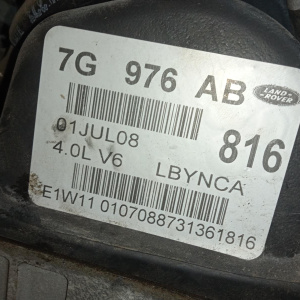 7G 976 AB
LAND ROVER
01JUL08
816
4.0L V6 LBYNCA
E1W11 0107088731361816